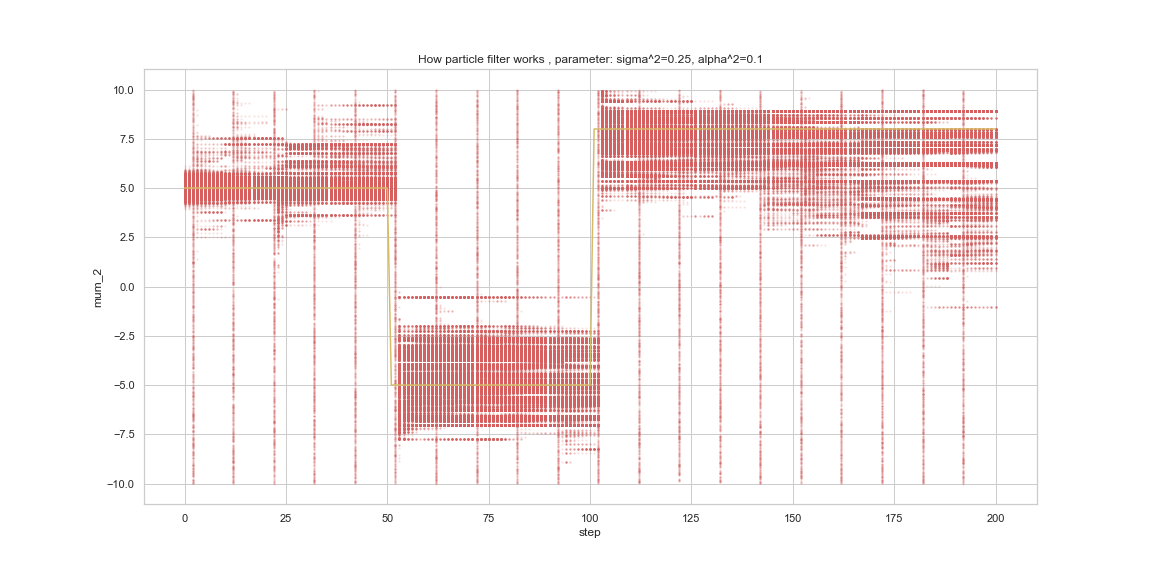 How particle filter works , parameter: sigma^2=0.25, alpha^2=0.1
10.0
7.5
5.0
2.5
0.0
−2.5
−5.0
−7.5
−10.0
mum_2
0 25 50 75 100 125 150 175 200
step